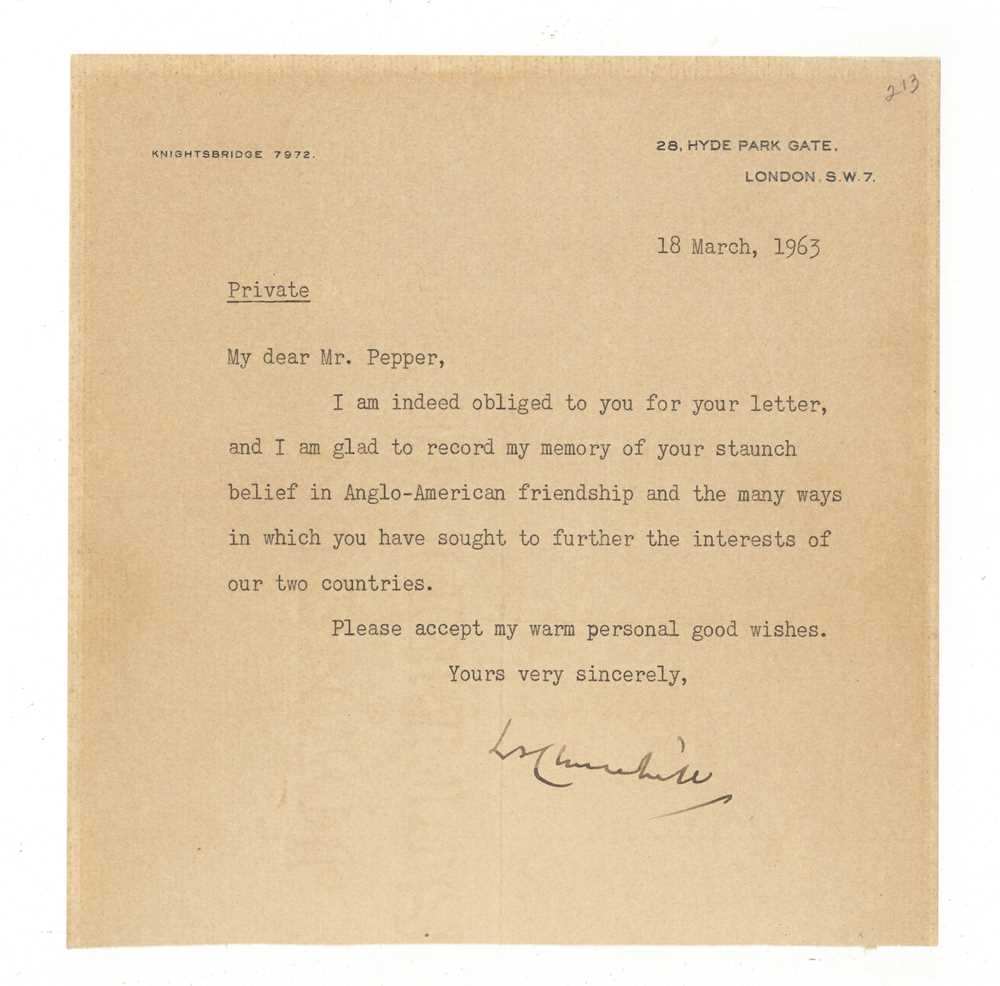 213
KNIGHTSBRIDGE 7972.
28, HYDE PARK GATE,
LONDON. S.W.7.
18 March, 1963
Private
My dear Mr. Pepper,
I am indeed obliged to you for your letter,
and I am glad to record my memory of your staunch
belief in Anglo-American friendship and the many ways
in which you have sought to further the interests of
our two countries.
Please accept my warm personal good wishes.
Yours very sincerely,
WSChurchill